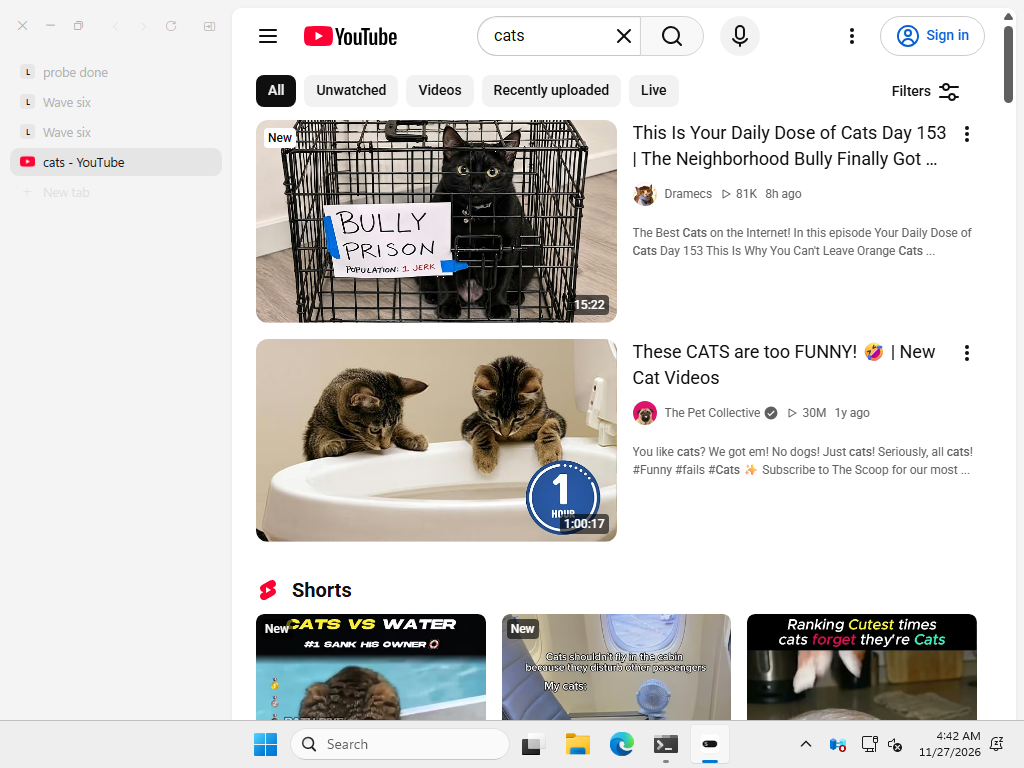 probe done
Wave six
Wave six
cats - YouTube
New tab
YouTube
cats
Sign in
All
Unwatched
Videos
Recently uploaded
Live
Filters
New
BULLY
PRISON
POPULATION: 1 JERK
15:22
This Is Your Daily Dose of Cats Day 153
| The Neighborhood Bully Finally Got ...
Dramecs 81K 8h ago
The Best Cats on the Internet! In this episode Your Daily Dose of
Cats Day 153 This Is Why You Can't Leave Orange Cats ...
1
HOUR
1:00:17
These CATS are too FUNNY! 🤣 | New
Cat Videos
The Pet Collective 30M 1y ago
You like cats? We got em! No dogs! Just cats! Seriously, all cats!
#Funny #fails #Cats ✨ Subscribe to The Scoop for our most ...
Shorts
New
CATS VS WATER
#1 SANK HIS OWNER
New
Cats shouldn't fly in the cabin
because they disturb other passengers
My cats:
Ranking Cutest times
cats forget they're Cats
Search
4:42 AM
11/27/2026